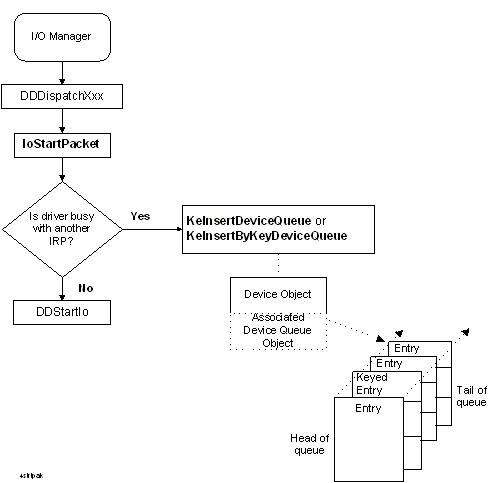 I/O Manager
DDDispatchXxx
IoStartPacket
Is driver busy
with another
IRP?
Yes
KeInsertDeviceQueue or
KeInsertByKeyDeviceQueue
No
DDStartIo
Device Object
Associated
Device Queue
Object
Entry
Entry
Keyed
Entry
Entry
Tail of
queue
Head of
queue